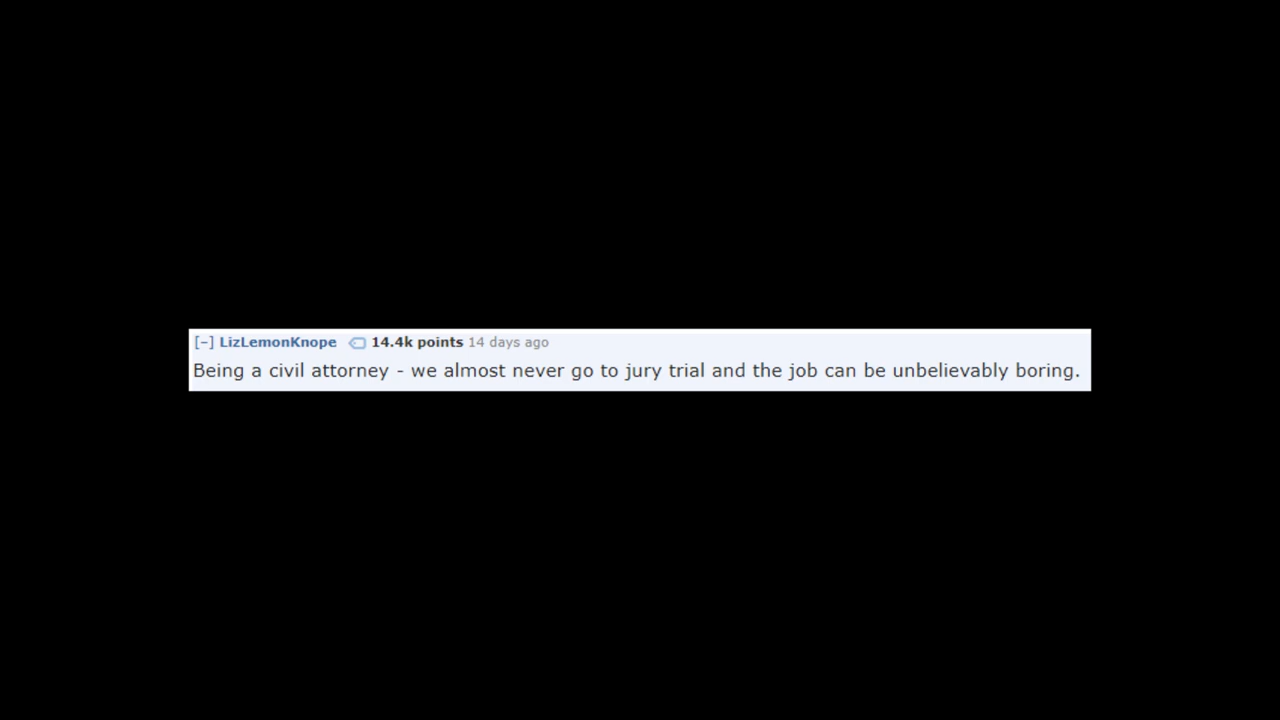 [–] LizLemonKnope 14.4k points 14 days ago
Being a civil attorney - we almost never go to jury trial and the job can be unbelievably boring.